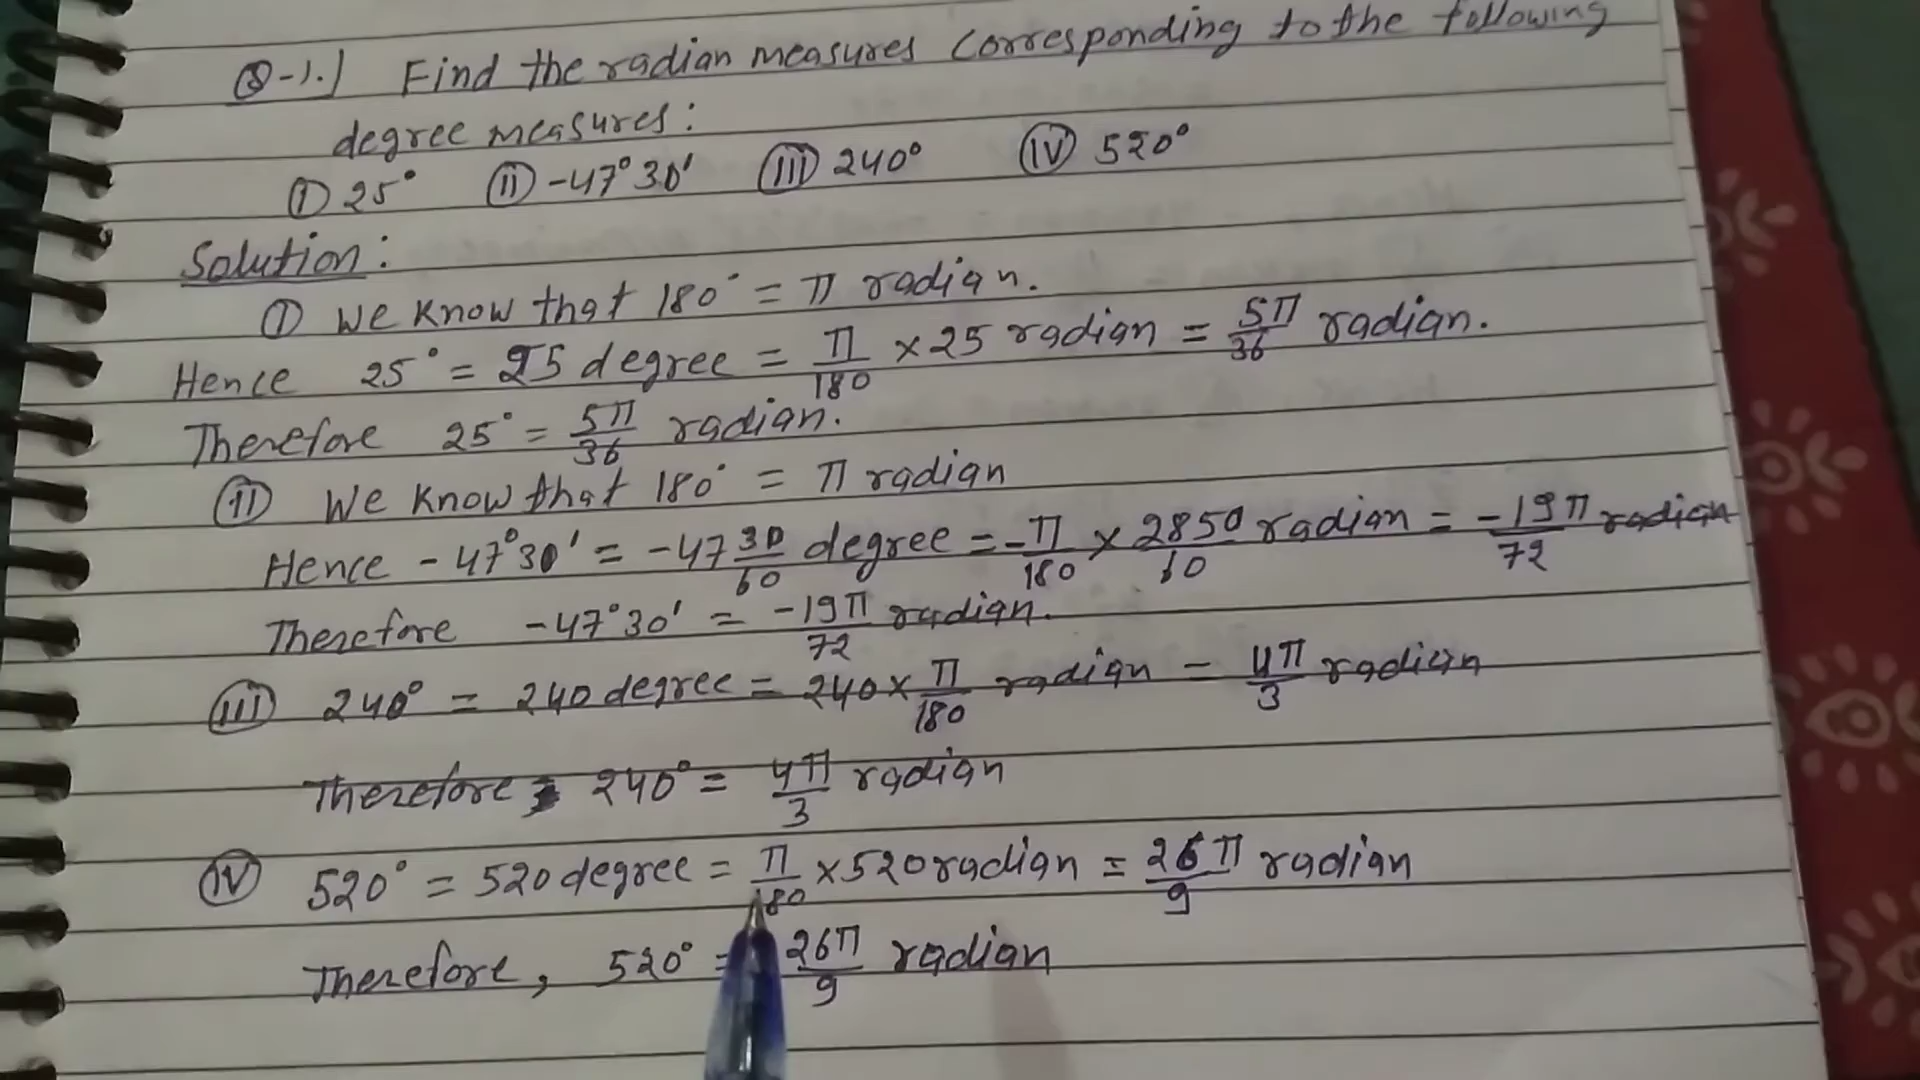 Q-1.) Find the radian measures corresponding to the following
degree measures:
(i) 25° (ii) -47°30' (iii) 240° (iv) 520°
Solution:
(i) We know that 180° = π radian.
Hence 25° = 25 degree = π/180 × 25 radian = 5π/36 radian.
Therefore 25° = 5π/36 radian.
(ii) We know that 180° = π radian
Hence -47°30' = -47 30/60 degree = -π/180 × 2850/60 radian = -19π/72 radian
Therefore -47°30' = -19π/72 radian.
(iii) 240° = 240 degree = 240 × π/180 radian = 4π/3 radian
Therefore, 240° = 4π/3 radian
(iv) 520° = 520 degree = π/180 × 520 radian = 26π/9 radian
Therefore, 520° = 26π/9 radian